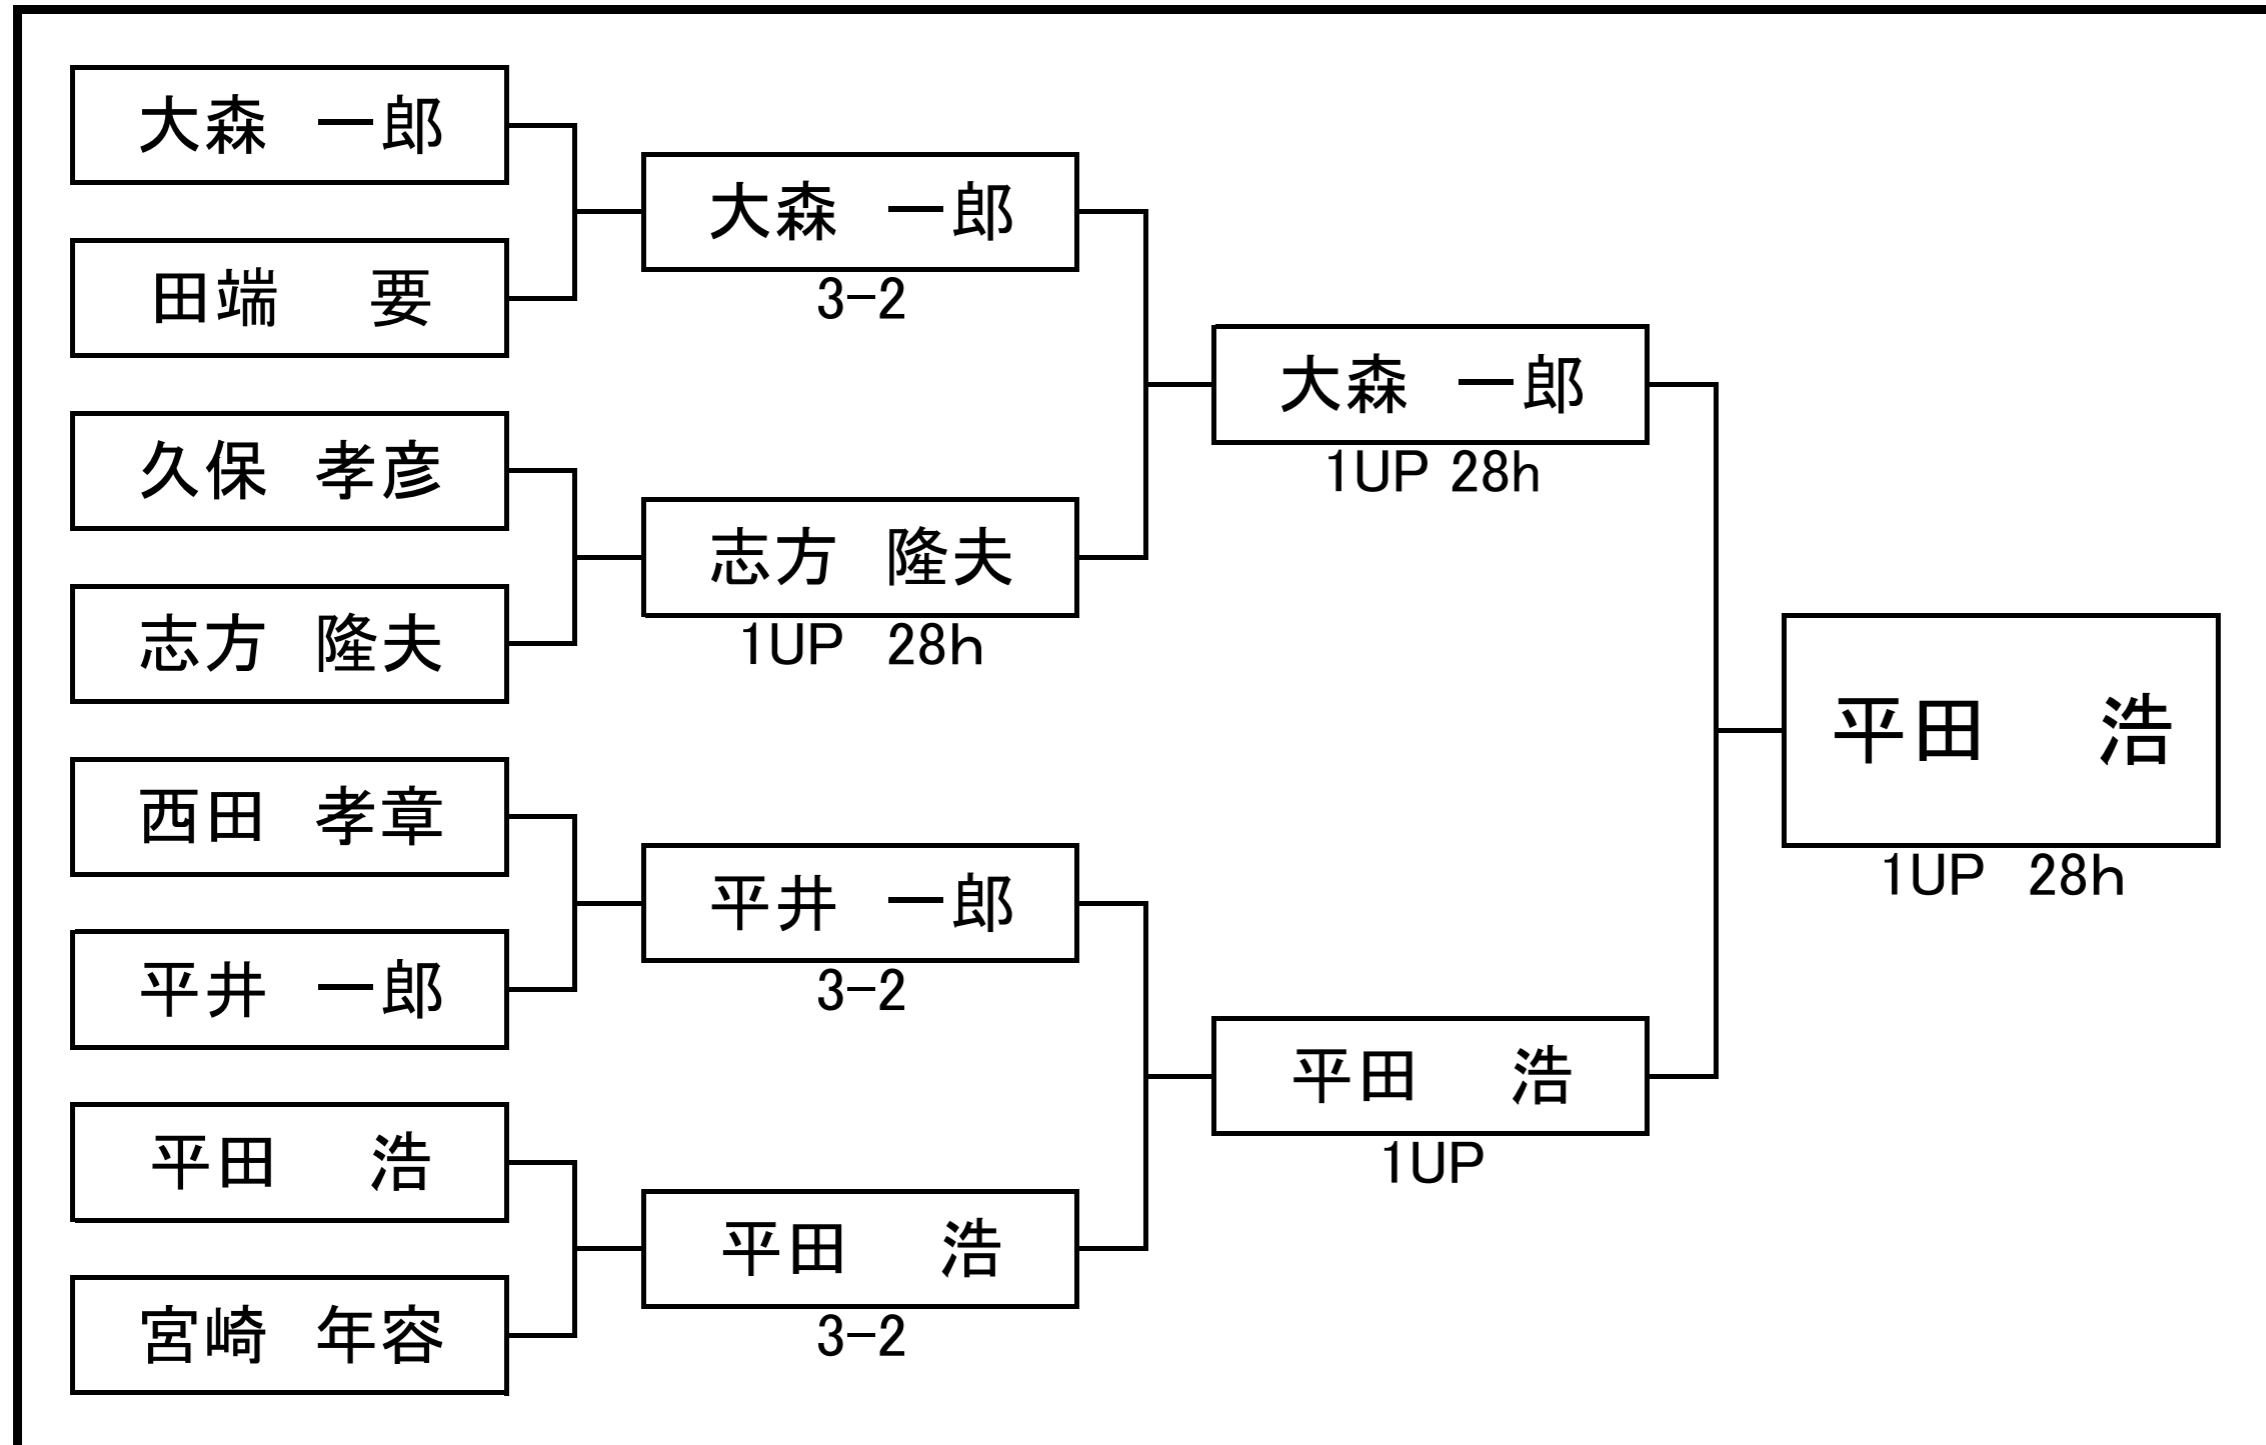 大森　一郎
田端　要
久保　孝彦
志方　隆夫
西田　孝章
平井　一郎
平田　浩
宮崎　年容
大森　一郎
3-2
志方　隆夫
1UP　28h
平井　一郎
3-2
平田　浩
3-2
大森　一郎
1UP 28h
平田　浩
1UP
平田　浩
1UP　28h